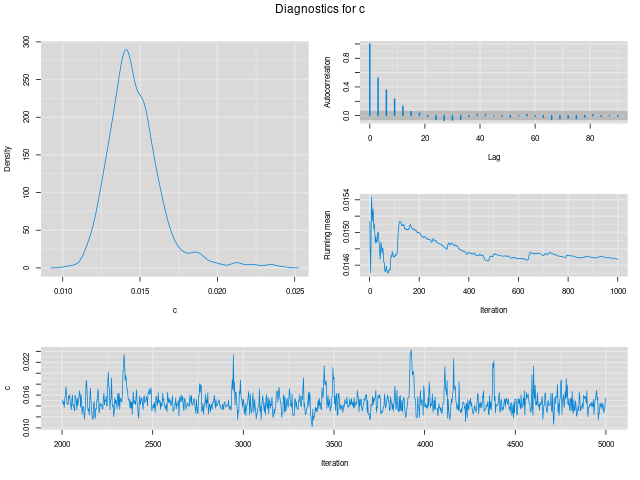 Diagnostics for c
Density
0 50 100 150 200 250 300
0.010 0.015 0.020 0.025
c
Autocorrelation
0.0 0.4 0.8
0 20 40 60 80
Lag
Running mean
0.0146 0.0150 0.0154
0 200 400 600 800 1000
Iteration
c
0.010 0.016 0.022
2000 2500 3000 3500 4000 4500 5000
Iteration